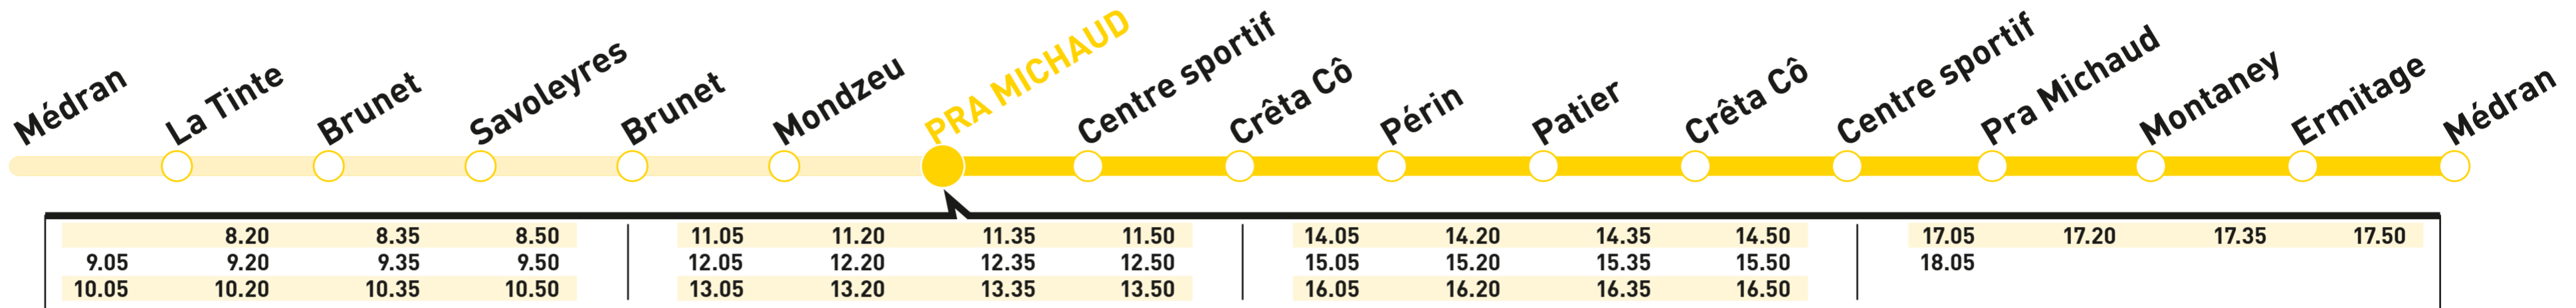 Médran La Tinte Brunet Savoleyres Brunet Mondzeu PRA MICHAUD Centre sportif Crêta Cô Périn Patier Crêta Cô Centre sportif Pra Michaud Montaney Ermitage Médran
8.20 8.35 8.50 11.05 11.20 11.35 11.50 14.05 14.20 14.35 14.50 17.05 17.20 17.35 17.50
9.05 9.20 9.35 9.50 12.05 12.20 12.35 12.50 15.05 15.20 15.35 15.50 18.05
10.05 10.20 10.35 10.50 13.05 13.20 13.35 13.50 16.05 16.20 16.35 16.50